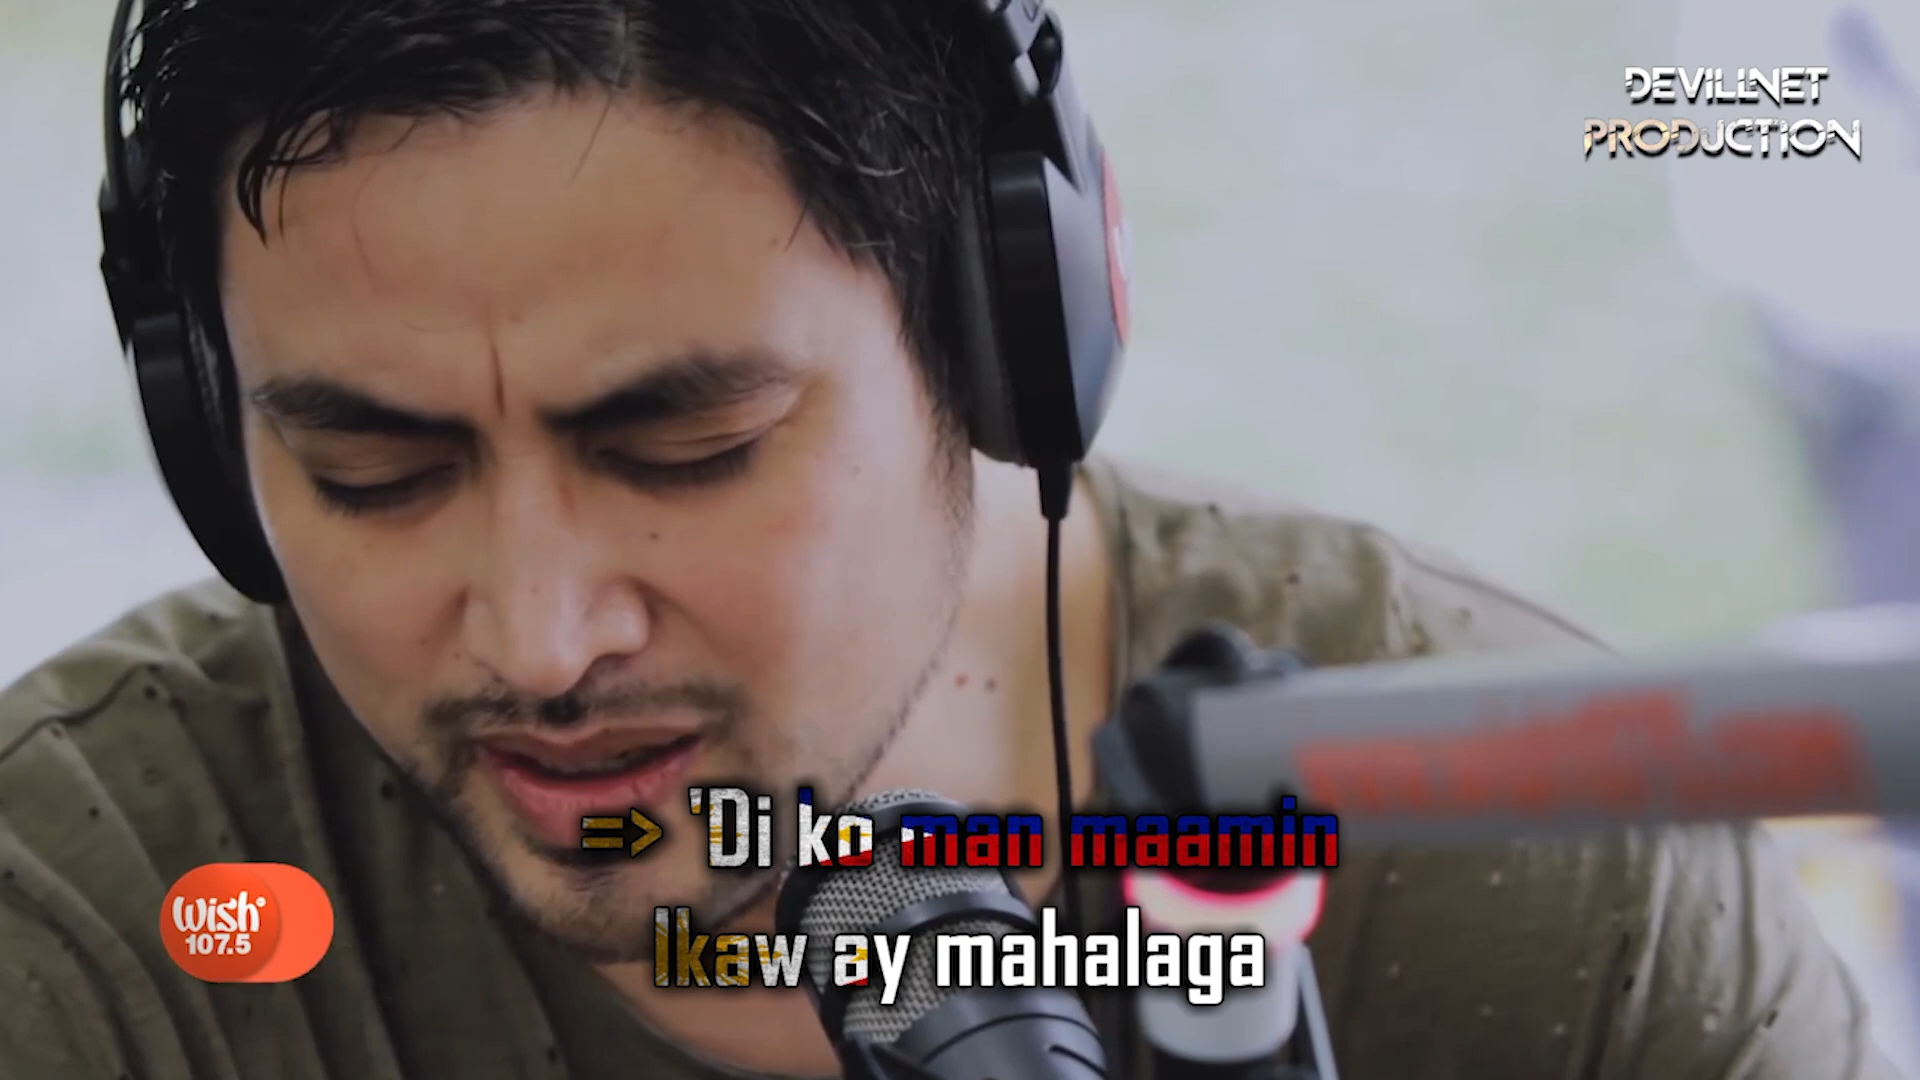 DEVILLNET
PRODUCTION
=> 'Di ko man maamin
Ikaw ay mahalaga
Wish
107.5